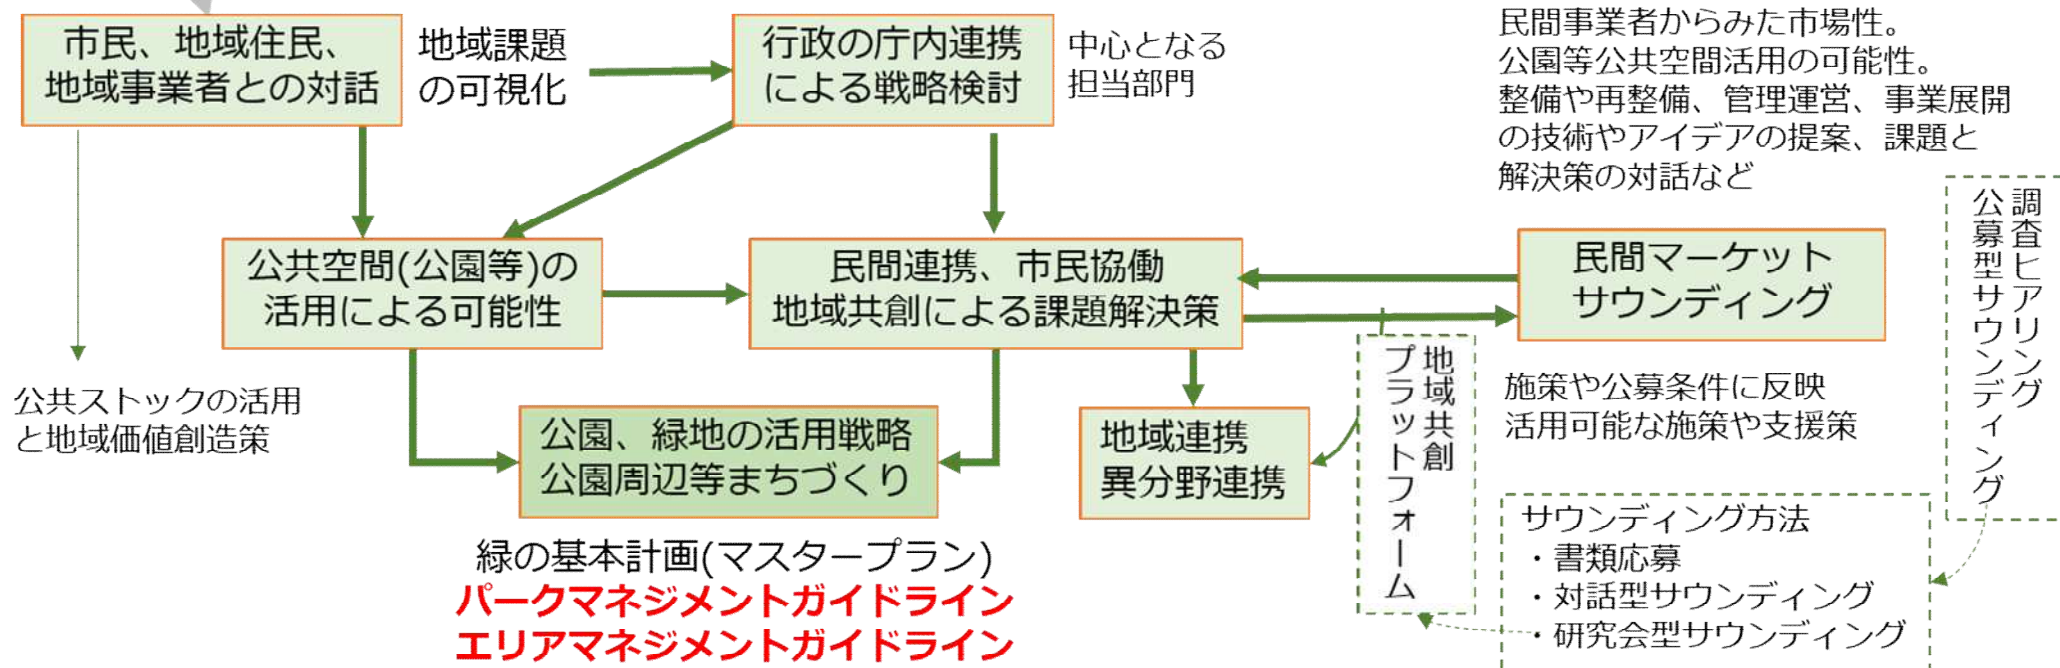 市民、地域住民、
地域事業者との対話
地域課題
の可視化
行政の庁内連携
による戦略検討
中心となる
担当部門
民間事業者からみた市場性。
公園等公共空間活用の可能性。
整備や再整備、管理運営、事業展開
の技術やアイデアの提案、課題と
解決策の対話など
公共空間(公園等)の
活用による可能性
民間連携、市民協働
地域共創による課題解決策
民間マーケット
サウンディング
調査ヒアリング
公募型サウンディング
公共ストックの活用
と地域価値創造策
公園、緑地の活用戦略
公園周辺等まちづくり
地域連携
異分野連携
地域共創
プラットフォーム
施策や公募条件に反映
活用可能な施策や支援策
緑の基本計画(マスタープラン)
パークマネジメントガイドライン
エリアマネジメントガイドライン
サウンディング方法
・書類応募
・対話型サウンディング
・研究会型サウンディング